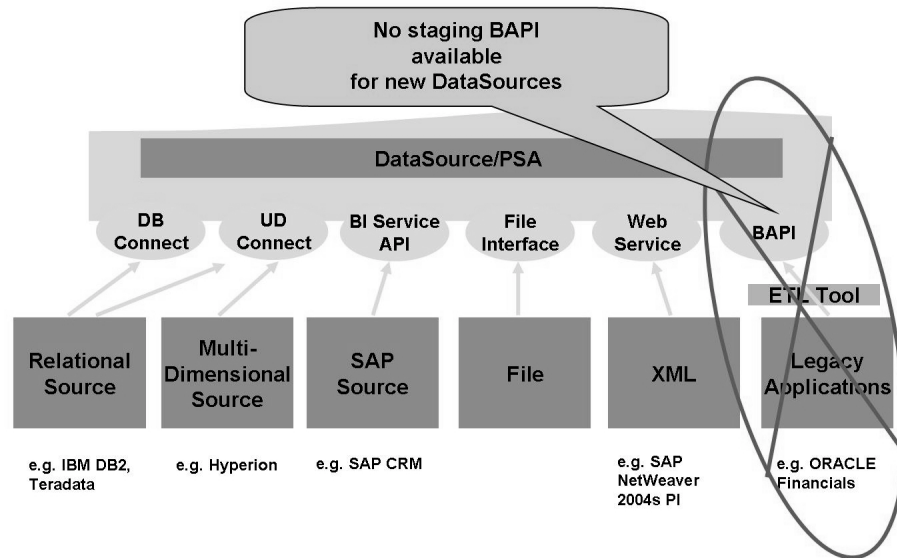 No staging BAPI
available
for new DataSources
DataSource/PSA
DB
Connect
UD
Connect
BI Service
API
File
Interface
Web
Service
BAPI
ETL Tool
Relational
Source
Multi-
Dimensional
Source
SAP
Source
File
XML
Legacy
Applications
e.g. IBM DB2,
Teradata
e.g. Hyperion
e.g. SAP CRM
e.g. SAP
NetWeaver
2004s PI
e.g. ORACLE
Financials